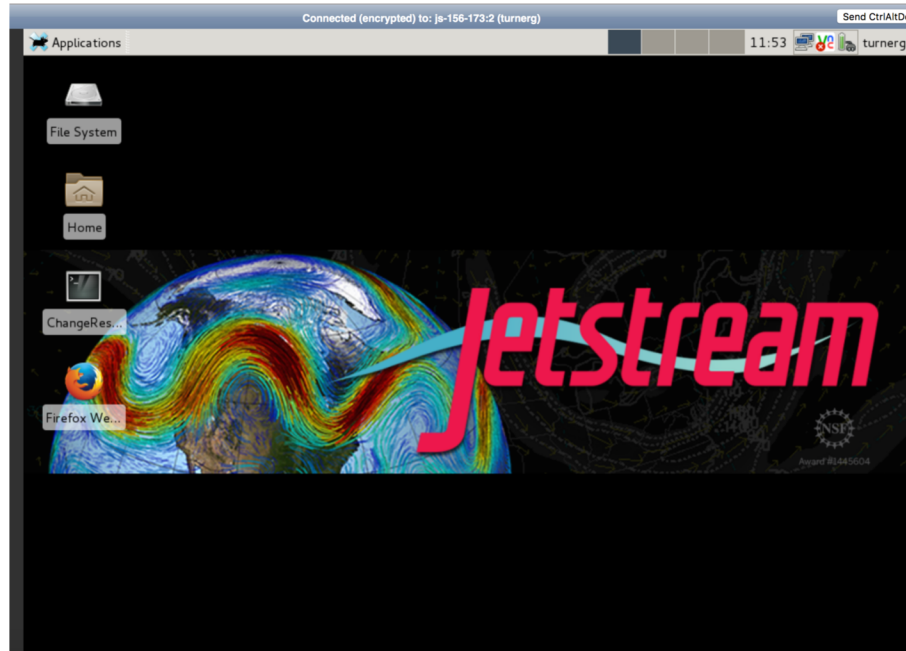 Connected (encrypted) to: js-156-173:2 (turnerg)
Send CtrlAltDe
Applications
11:53
turnerg
File System
Home
ChangeRes...
Firefox We...
Jetstream
NSF
Award #1445604